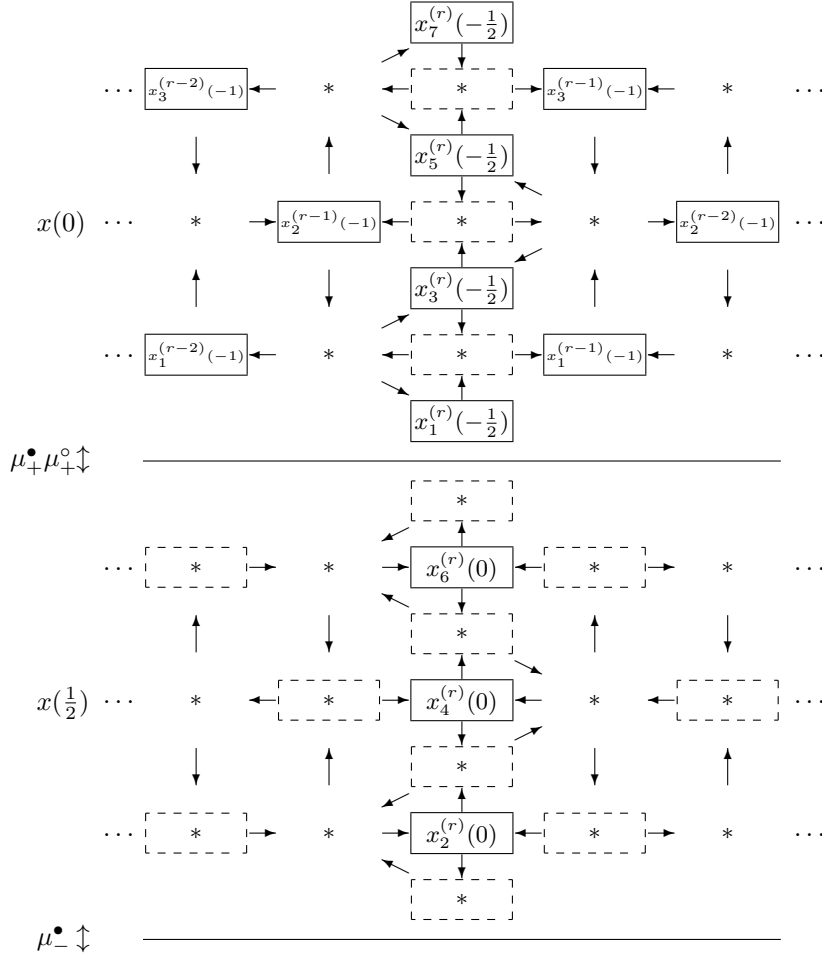 x_7^{(r)}(-\frac{1}{2})
⋯ x_3^{(r-2)}(-1) * * x_3^{(r-1)}(-1) * ⋯
x_5^{(r)}(-\frac{1}{2})
x(0) ⋯ * x_2^{(r-1)}(-1) * * x_2^{(r-2)}(-1) ⋯
x_3^{(r)}(-\frac{1}{2})
⋯ x_1^{(r-2)}(-1) * * x_1^{(r-1)}(-1) * ⋯
x_1^{(r)}(-\frac{1}{2})
μ_+^● μ_+^○ ↕
*
⋯ * * x_6^{(r)}(0) * * ⋯
*
x(\frac{1}{2}) ⋯ * * x_4^{(r)}(0) * * ⋯
*
⋯ * * x_2^{(r)}(0) * * ⋯
*
μ_-^● ↕